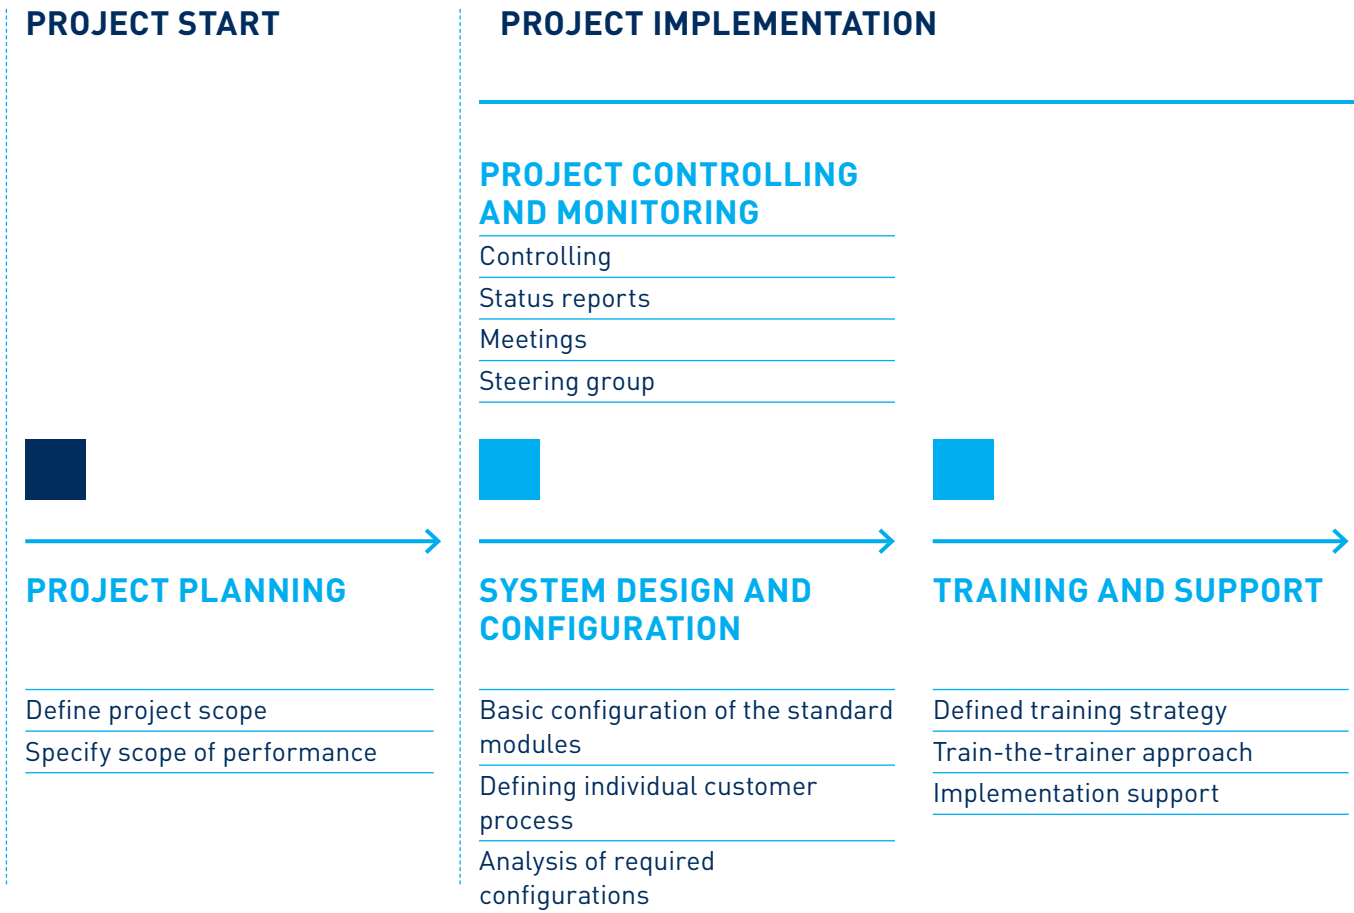 PROJECT START
PROJECT IMPLEMENTATION
PROJECT CONTROLLING
AND MONITORING
Controlling
Status reports
Meetings
Steering group
PROJECT PLANNING
Define project scope
Specify scope of performance
SYSTEM DESIGN AND
CONFIGURATION
Basic configuration of the standard
modules
Defining individual customer
process
Analysis of required
configurations
TRAINING AND SUPPORT
Defined training strategy
Train-the-trainer approach
Implementation support